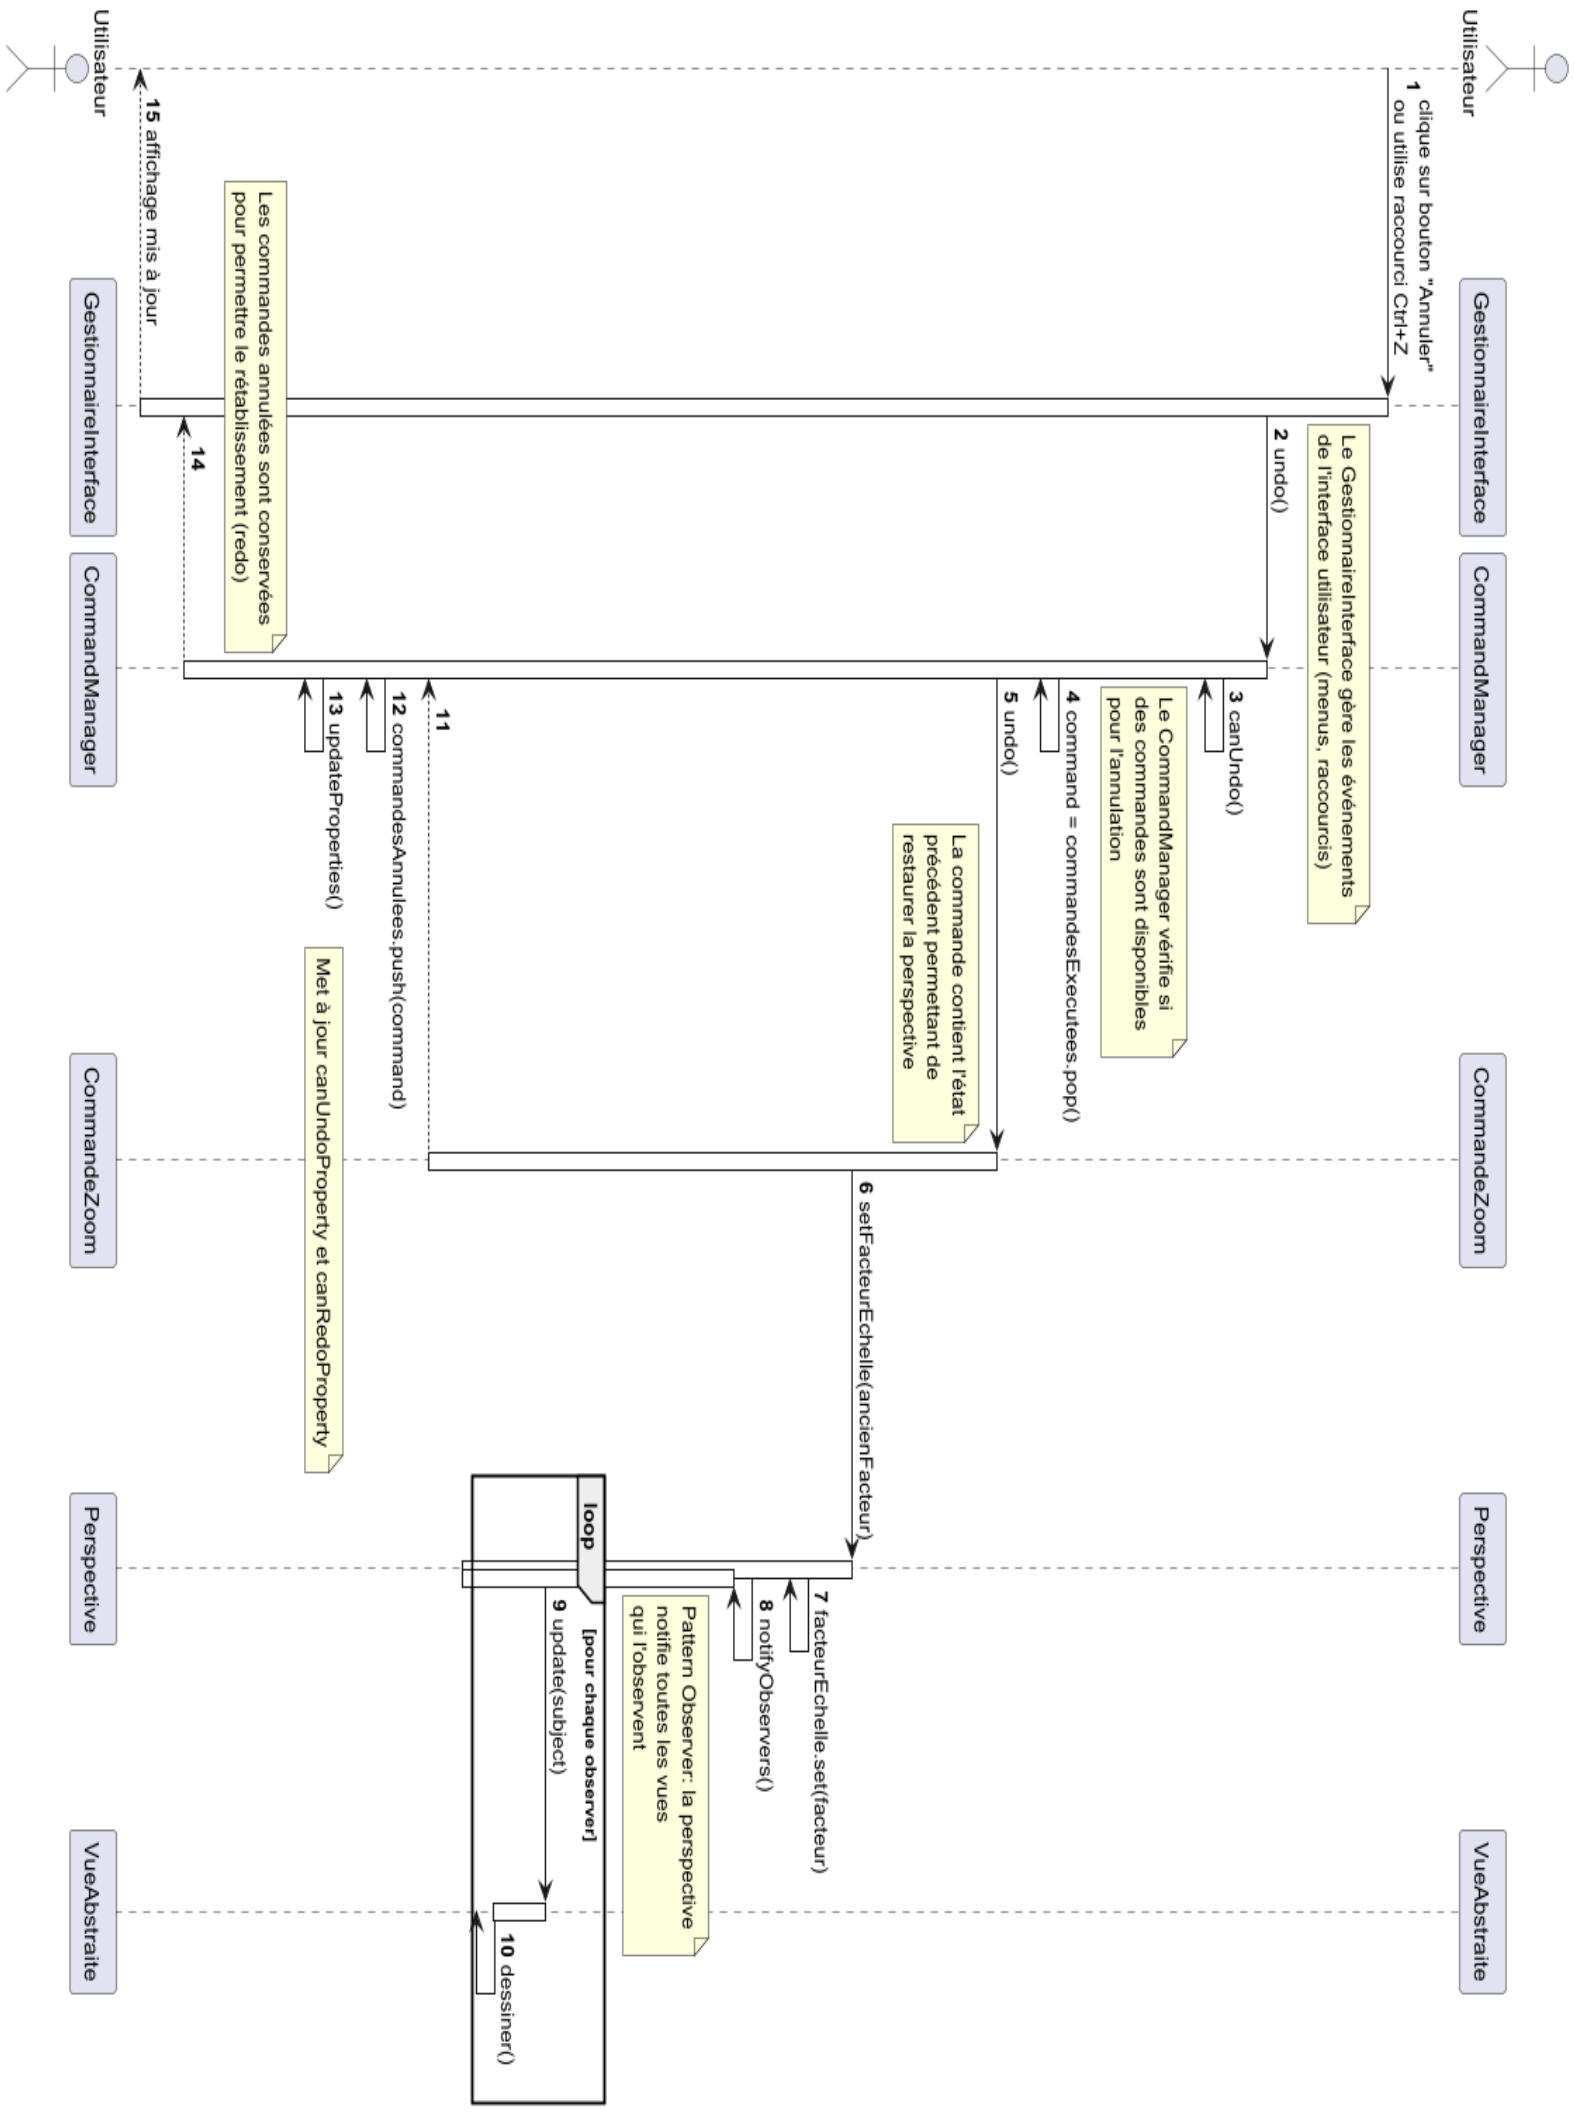 Utilisateur
GestionnaireInterface
CommandManager
CommandeZoom
Perspective
VueAbstraite
1 clique sur bouton "Annuler"
ou utilise raccourci Ctrl+Z
Le GestionnaireInterface gère les événements
de l'interface utilisateur (menus, raccourcis)
2 undo()
3 canUndo()
Le CommandManager vérifie si
des commandes sont disponibles
pour l'annulation
4 command = commandesExecutees.pop()
5 undo()
La commande contient l'état
précédent permettant de
restaurer la perspective
6 setFacteurEchelle(ancienFacteur)
7 facteurEchelle.set(facteur)
8 notifyObservers()
Pattern Observer: la perspective
notifie toutes les vues
qui l'observent
loop
[pour chaque observer]
9 update(subject)
10 dessiner()
11
12 commandesAnnulees.push(command)
13 updateProperties()
Met à jour canUndoProperty et canRedoProperty
Les commandes annulées sont conservées
pour permettre le rétablissement (redo)
14
15 affichage mis à jour
Utilisateur
GestionnaireInterface
CommandManager
CommandeZoom
Perspective
VueAbstraite